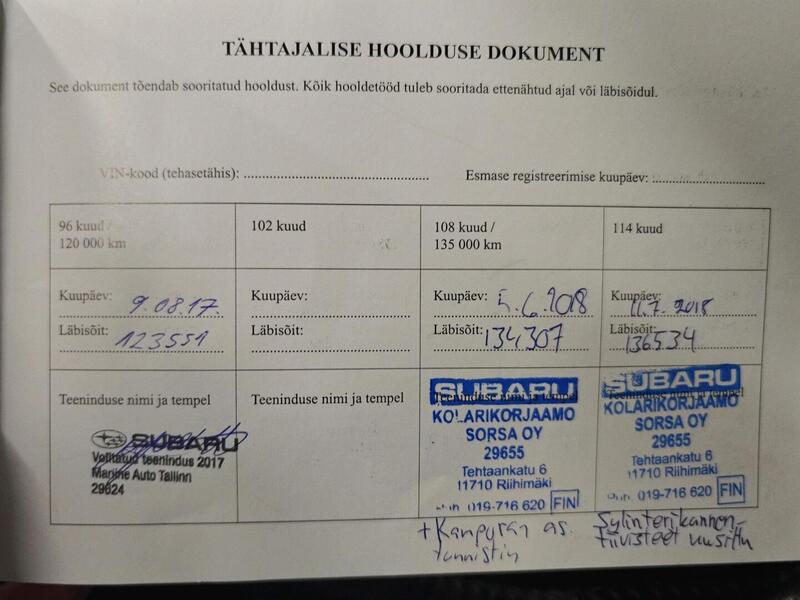 TÄHTAJALISE HOOLDUSE DOKUMENT
See dokument tõendab sooritatud hooldust. Kõik hooldetööd tuleb sooritada ettenähtud ajal või läbisõidul.
VIN-kood (tehasetähis): Esmase registreerimise kuupäev:
96 kuud /
120 000 km
Kuupäev: 9.08.17.
Läbisõit: 123551
Teeninduse nimi ja tempel
SUBARU
Volitatud teenindus 2017
Mariine Auto Tallinn
29624
102 kuud
Kuupäev:
Läbisõit:
Teeninduse nimi ja tempel
108 kuud /
135 000 km
Kuupäev: 5.6.2018
Läbisõit: 134307
Teeninduse nimi ja tempel
SUBARU
KOLARIKORJAAMO
SORSA OY
29655
Tehtaankatu 6
11710 Riihimäki
puh. 019-716 620 FIN
+ Kampyrän as.
tunnistin
114 kuud
Kuupäev: 11.7.2018
Läbisõit: 136534
Teeninduse nimi ja tempel
SUBARU
KOLARIKORJAAMO
SORSA OY
29655
Tehtaankatu 6
11710 Riihimäki
puh. 019-716 620 FIN
Sylinterikannen-
tiivisteet uusittu